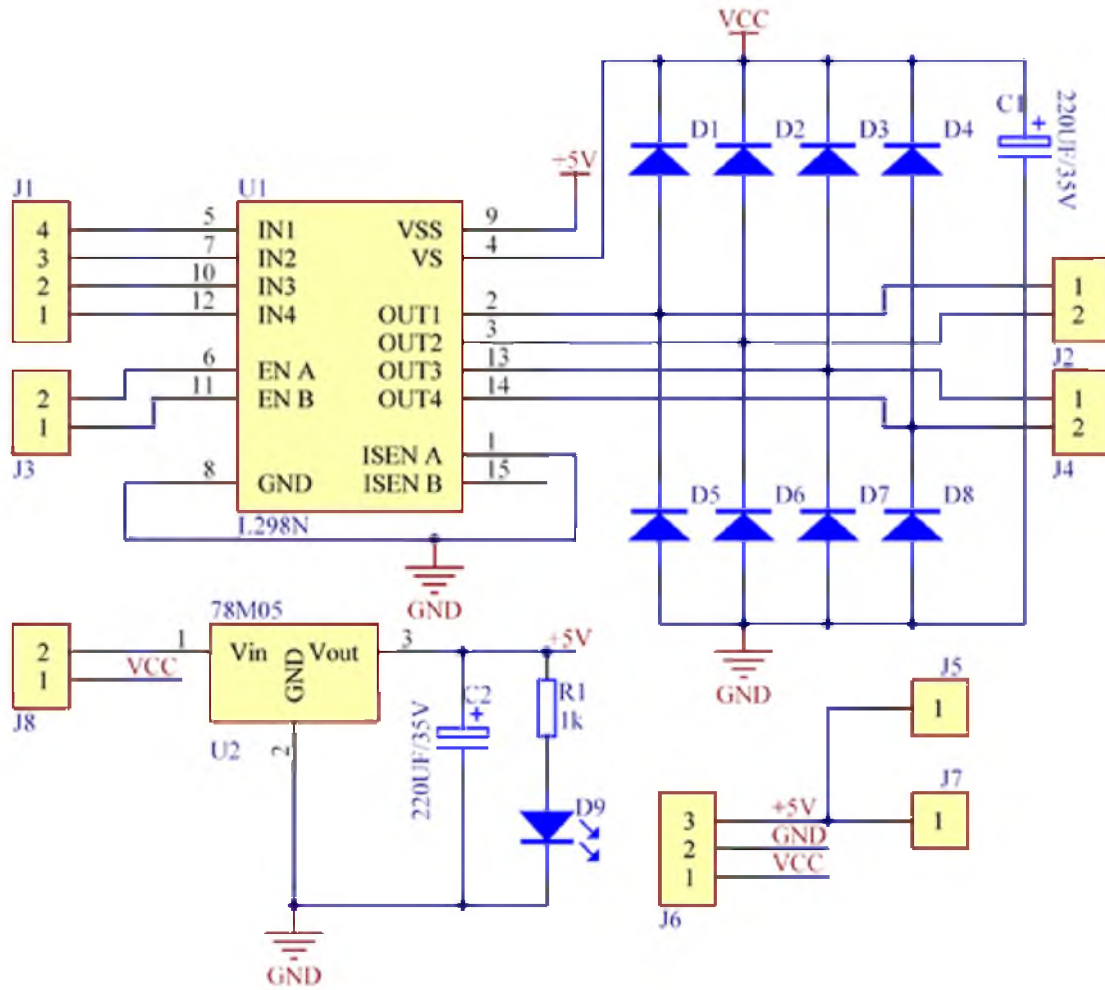 VCC
C1
+
220UF/35V
D1
D2
D3
D4
+5V
J1
U1
4
3
2
1
5
7
10
12
IN1
IN2
IN3
IN4
VSS
VS
9
4
OUT1
OUT2
OUT3
OUT4
2
3
13
14
1
2
J2
1
2
J4
2
1
J3
6
11
EN A
EN B
ISEN A
ISEN B
1
15
8
GND
L298N
GND
D5
D6
D7
D8
GND
78M05
2
1
J8
VCC
1
Vin
GND
Vout
3
+5V
U2
2
C2
+
220UF/35V
R1
1k
D9
GND
J5
1
J7
1
3
2
1
+5V
GND
VCC
J6